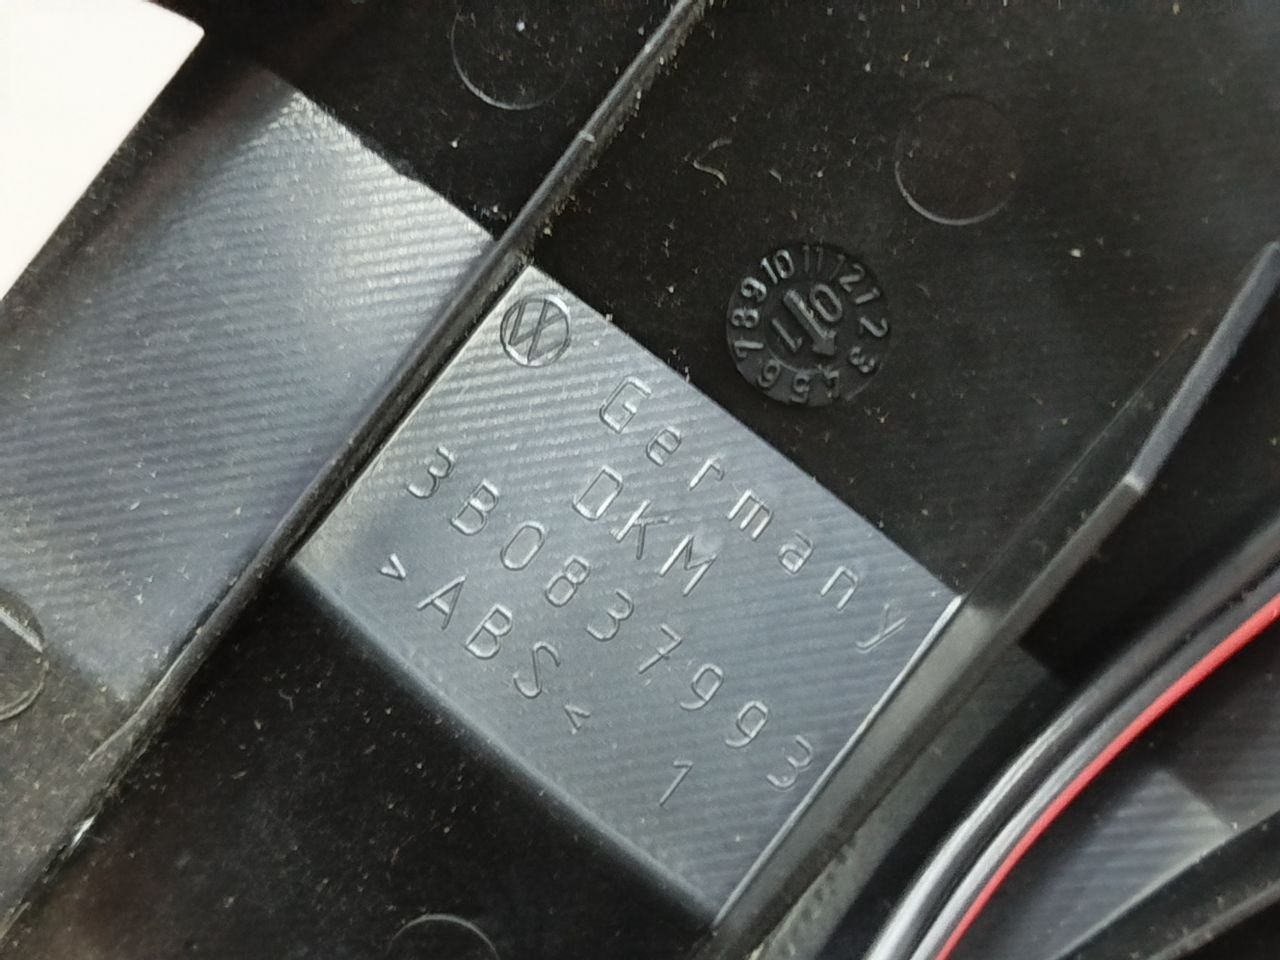 Germany
DKM
3B0837993
>ABS<
1
1 2 3 4 5 6 7 8 9 10 11 12
01